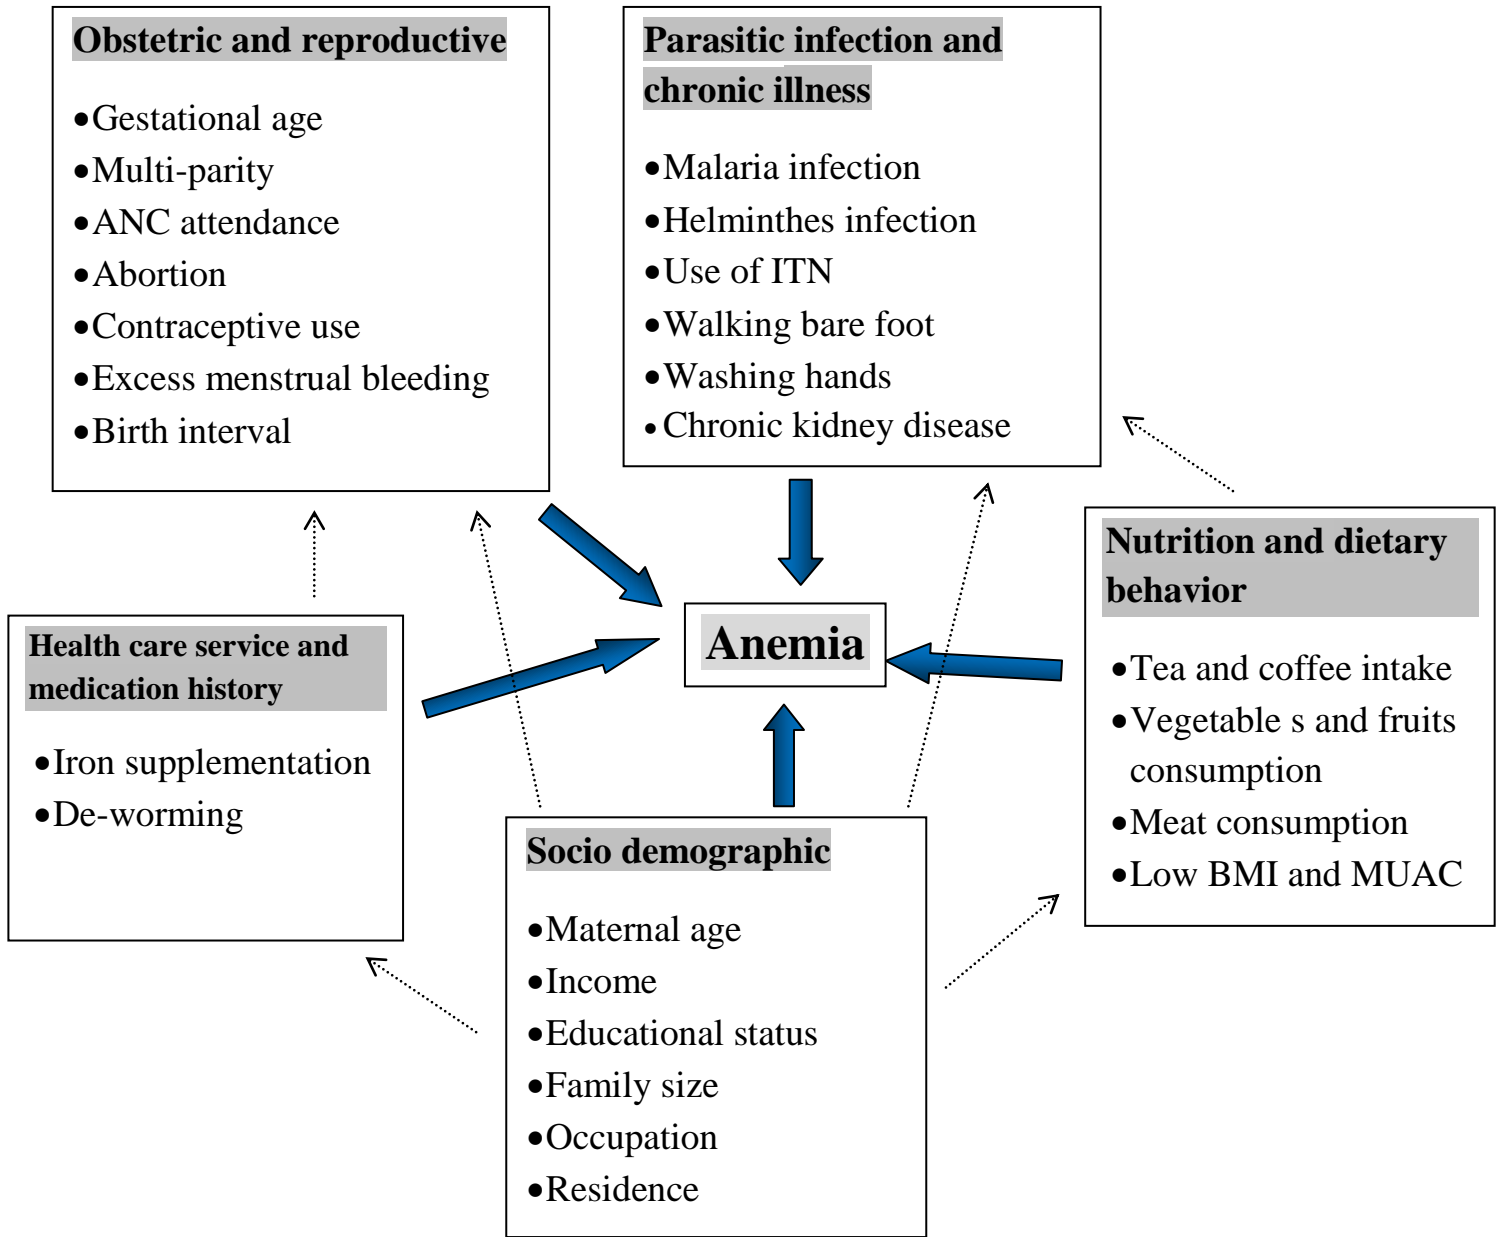 Obstetric and reproductive
•Gestational age
•Multi-parity
•ANC attendance
•Abortion
•Contraceptive use
•Excess menstrual bleeding
•Birth interval
Parasitic infection and
chronic illness
•Malaria infection
•Helminthes infection
•Use of ITN
•Walking bare foot
•Washing hands
•Chronic kidney disease
Health care service and
medication history
•Iron supplementation
•De-worming
Anemia
Nutrition and dietary
behavior
•Tea and coffee intake
•Vegetable s and fruits
consumption
•Meat consumption
•Low BMI and MUAC
Socio demographic
•Maternal age
•Income
•Educational status
•Family size
•Occupation
•Residence